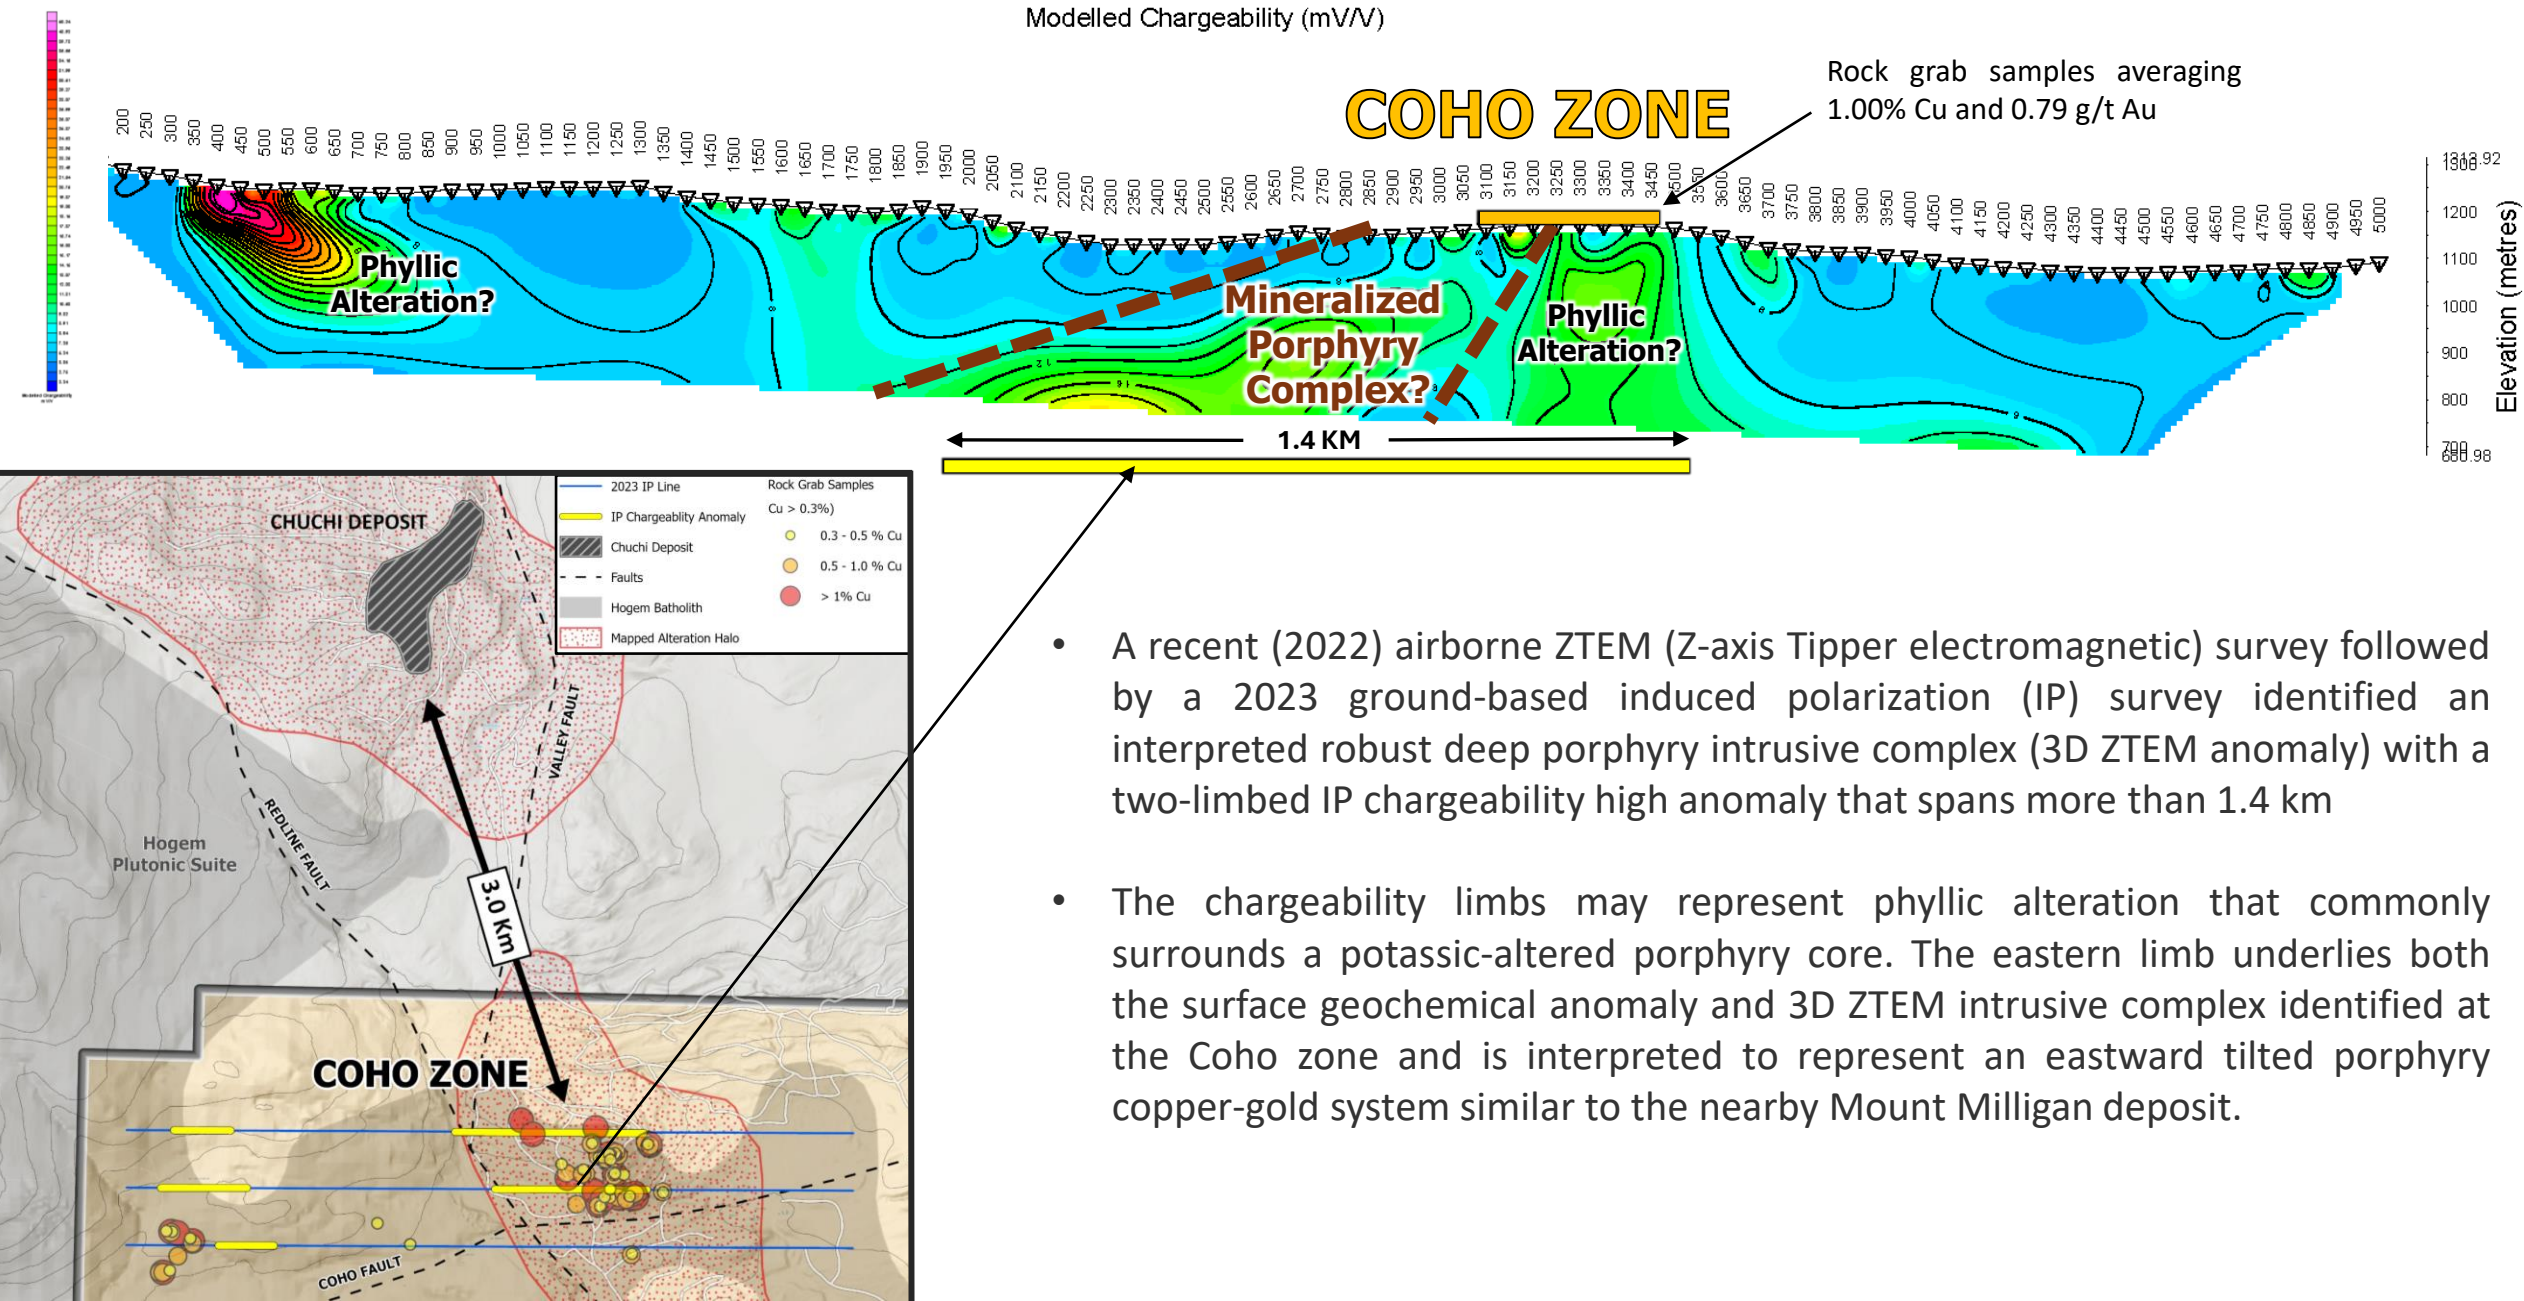 Modelled Chargeability (mV/V)
COHO ZONE
Rock grab samples averaging
1.00% Cu and 0.79 g/t Au
200 250 300 350 400 450 500 550 600 650 700 750 800 850 900 950 1000 1050 1100 1150 1200 1250 1300 1350 1400 1450 1500 1550 1600 1650 1700 1750 1800 1850 1900 1950 2000 2050 2100 2150 2200 2250 2300 2350 2400 2450 2500 2550 2600 2650 2700 2750 2800 2850 2900 2950 3000 3050 3100 3150 3200 3250 3300 3350 3400 3450 3500 3550 3600 3650 3700 3750 3800 3850 3900 3950 4000 4050 4100 4150 4200 4250 4300 4350 4400 4450 4500 4550 4600 4650 4700 4750 4800 4850 4900 4950 5000
1313.92
1300
1200
1100
1000
900
800
700
680.98
Elevation (metres)
Phyllic
Alteration?
Mineralized
Porphyry
Complex?
Phyllic
Alteration?
1.4 KM
2023 IP Line
IP Chargeablity Anomaly
Chuchi Deposit
Faults
Hogem Batholith
Mapped Alteration Halo
Rock Grab Samples
Cu > 0.3%)
0.3 - 0.5 % Cu
0.5 - 1.0 % Cu
> 1% Cu
CHUCHI DEPOSIT
VALLEY FAULT
REDLINE FAULT
Hogem
Plutonic Suite
3.0 Km
COHO ZONE
COHO FAULT
• A recent (2022) airborne ZTEM (Z-axis Tipper electromagnetic) survey followed
by a 2023 ground-based induced polarization (IP) survey identified an
interpreted robust deep porphyry intrusive complex (3D ZTEM anomaly) with a
two-limbed IP chargeability high anomaly that spans more than 1.4 km
• The chargeability limbs may represent phyllic alteration that commonly
surrounds a potassic-altered porphyry core. The eastern limb underlies both
the surface geochemical anomaly and 3D ZTEM intrusive complex identified at
the Coho zone and is interpreted to represent an eastward tilted porphyry
copper-gold system similar to the nearby Mount Milligan deposit.